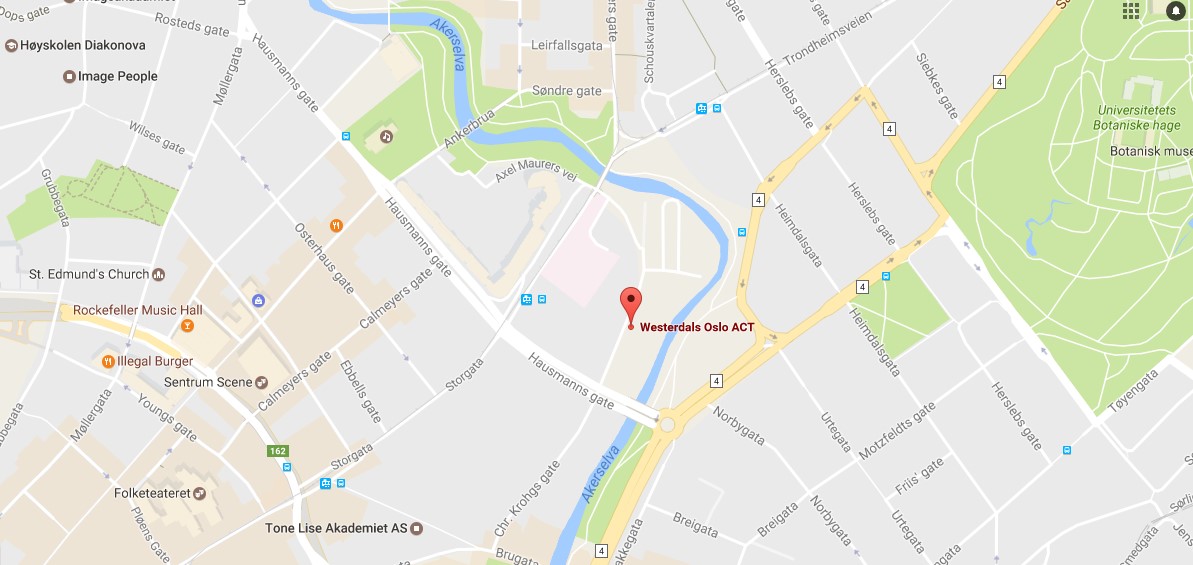 Dops gate
Rosteds gate
Høyskolen Diakonova
Image People
Møllergata
Hausmanns gate
Wilses gate
Grubbegata
St. Edmund's Church
Rockefeller Music Hall
Illegal Burger
Sentrum Scene
Calmeyers gate
Møllergata
Youngs gate
Ebbells gate
Storgata
162
Folketeateret
Pløens Gate
Tone Lise Akademiet AS
Osterhaus gate
Calmeyers gate
Hausmanns gate
Storgata
Hausmanns gate
Akerselva
Ankerbrua
Axel Maurers vei
Leirfallsgata
Søndre gate
Trondheimsveien
Herslebs gate
Siebkes gate
4
4
4
4
4
4
Universitetets
Botaniske hage
Botanisk muse
Heimdalsgata
Herslebs gate
Westerdals Oslo ACT
Heimdalsgata
Herslebs gate
Tøyengata
Norbygata
Urtegata
Motzfeldts gate
Friis' gate
Chr. Krohgs gate
Akerselva
Brugata
Breigata
Breigata
Norbygata
Urtegata